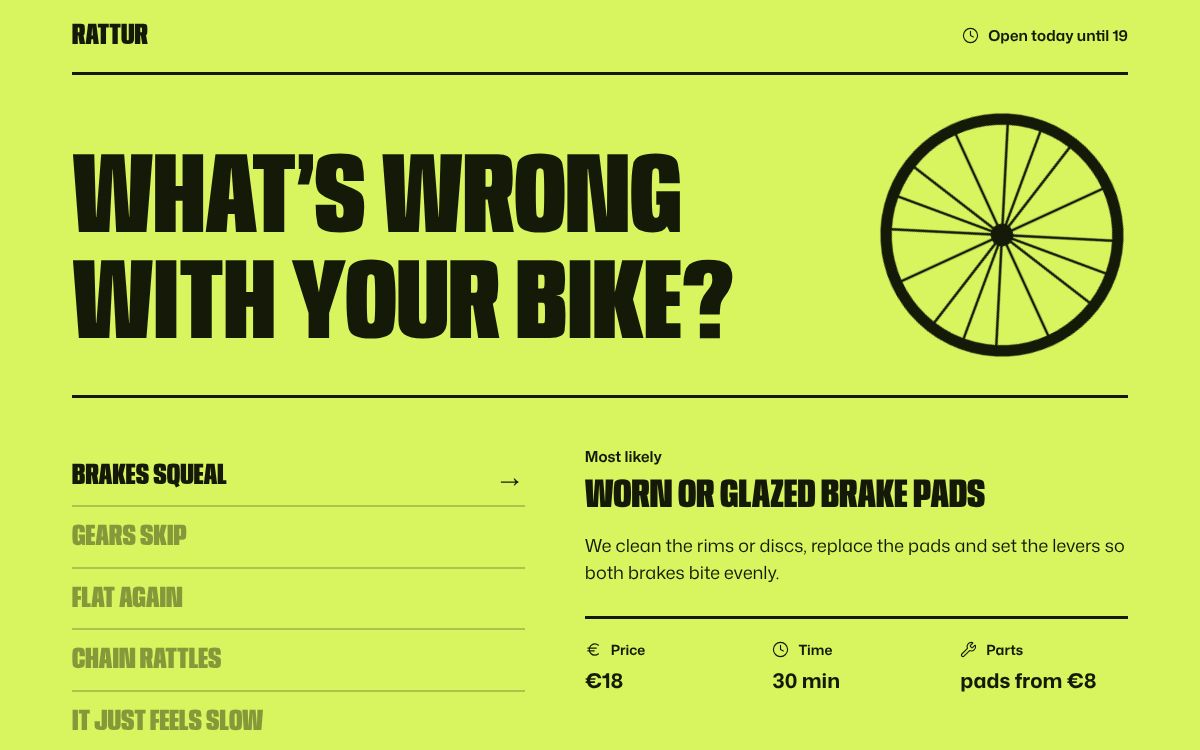 RATTUR
Open today until 19
WHAT’S WRONG
WITH YOUR BIKE?
BRAKES SQUEAL →
GEARS SKIP
FLAT AGAIN
CHAIN RATTLES
IT JUST FEELS SLOW
Most likely
WORN OR GLAZED BRAKE PADS
We clean the rims or discs, replace the pads and set the levers so
both brakes bite evenly.
€ Price
€18
Time
30 min
Parts
pads from €8